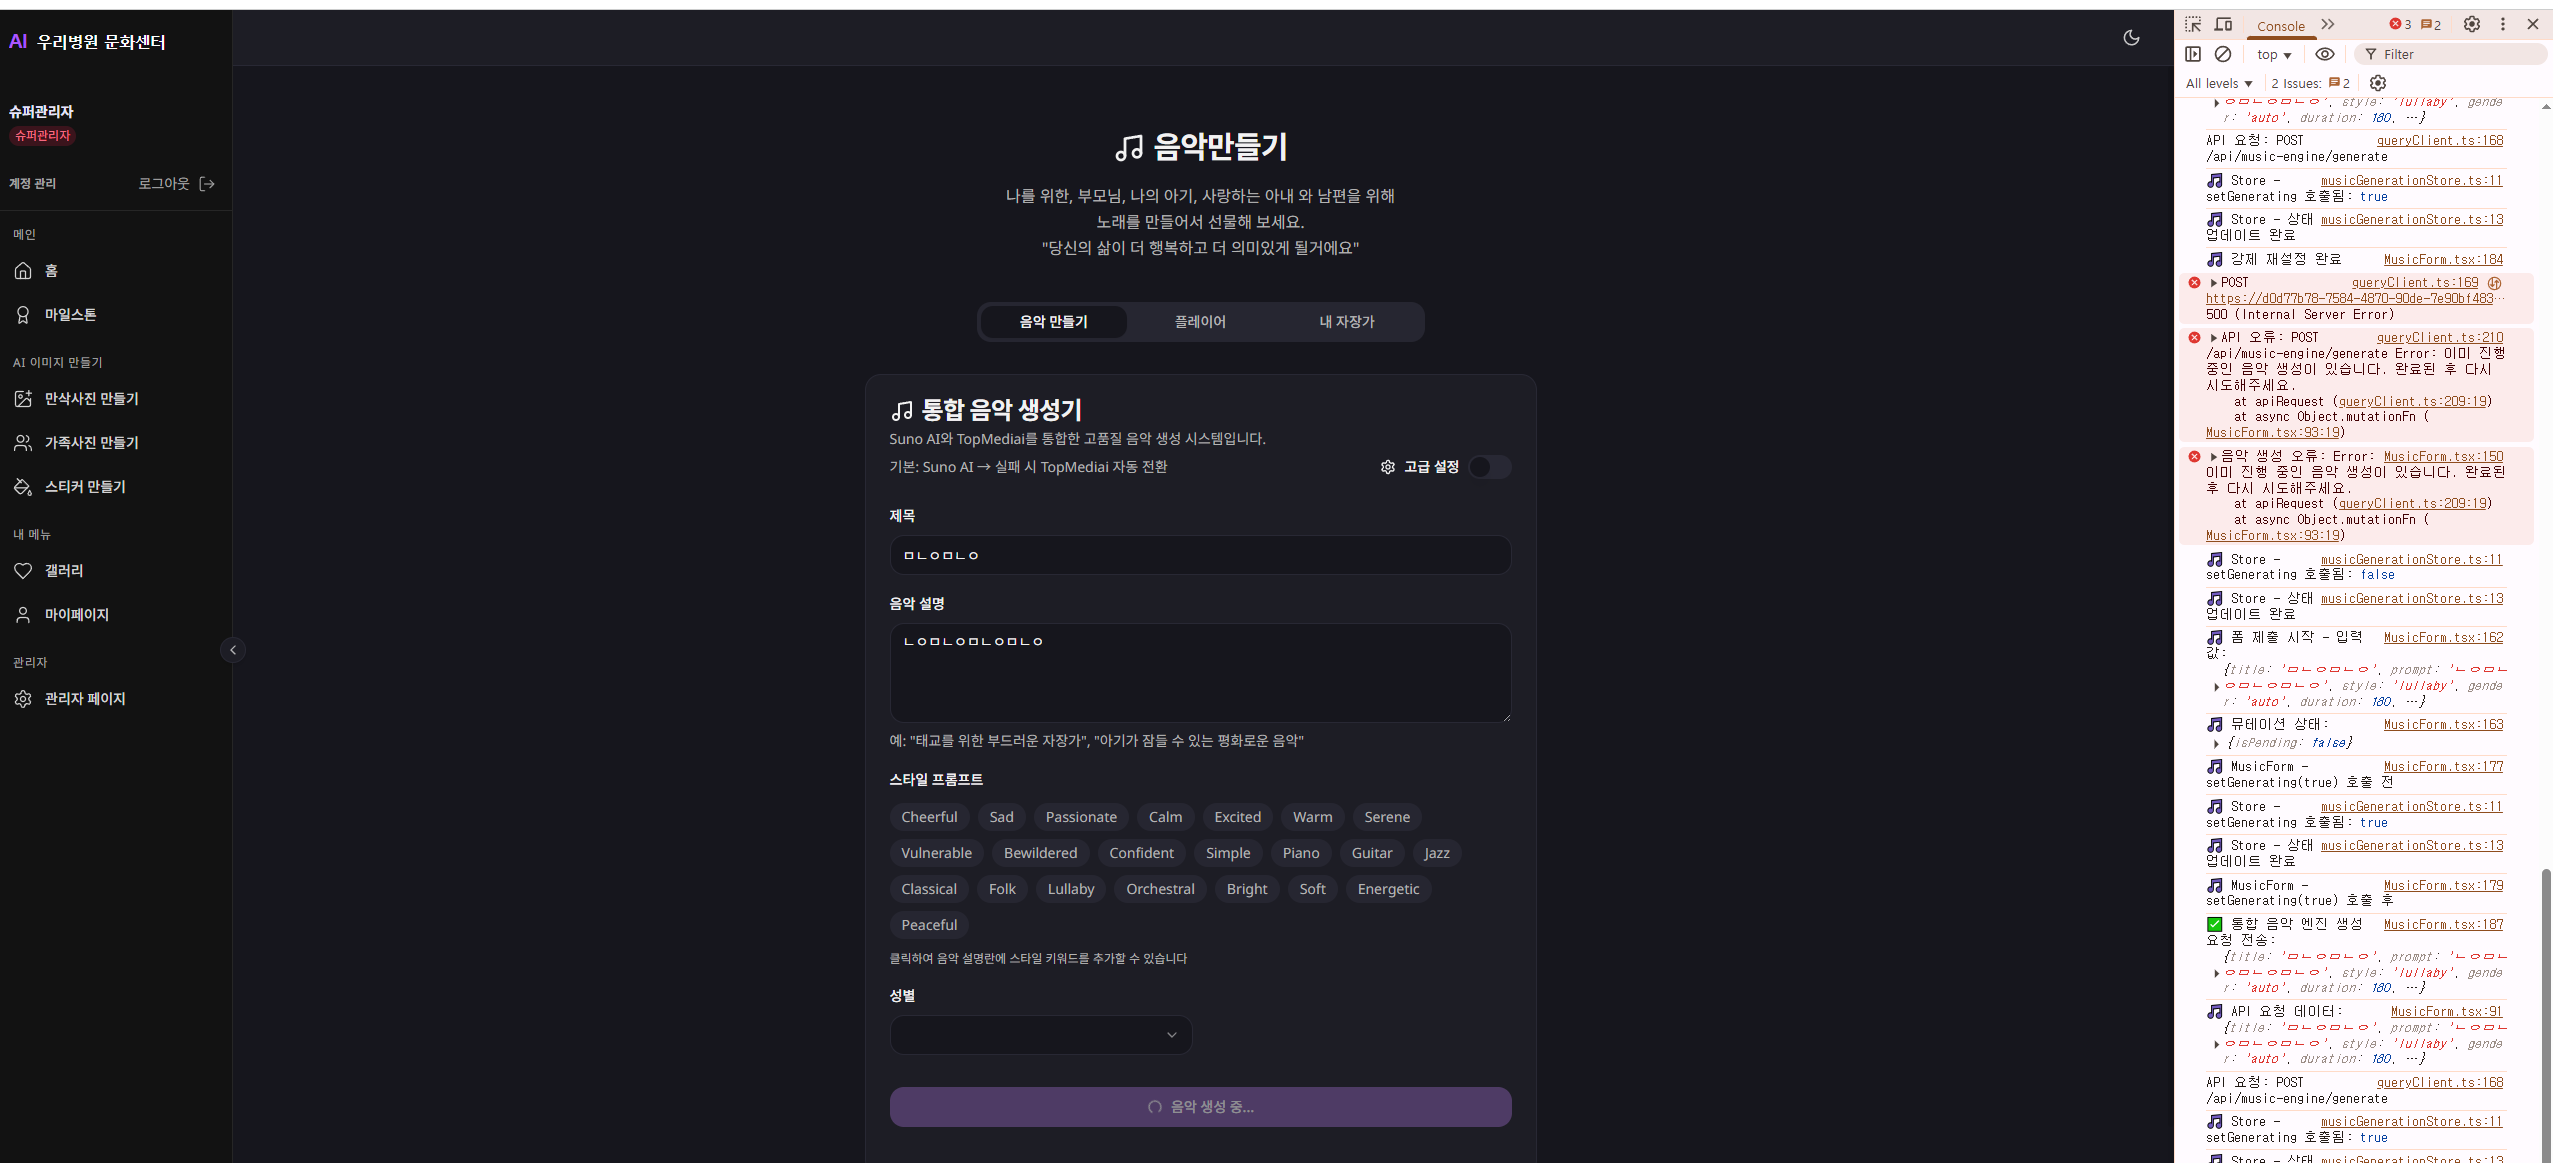 AI 우리병원 문화센터
슈퍼관리자
슈퍼관리자
계정 관리 로그아웃
메인
홈
마일스톤
AI 이미지 만들기
만삭사진 만들기
가족사진 만들기
스티커 만들기
내 메뉴
갤러리
마이페이지
관리자
관리자 페이지
음악만들기
나를 위한, 부모님, 나의 아기, 사랑하는 아내 와 남편을 위해
노래를 만들어서 선물해 보세요.
"당신의 삶이 더 행복하고 더 의미있게 될거에요"
음악 만들기 플레이어 내 자장가
통합 음악 생성기
Suno AI와 TopMediai를 통합한 고품질 음악 생성 시스템입니다.
기본: Suno AI → 실패 시 TopMediai 자동 전환 고급 설정
제목
ㅁㄴㅇㅁㄴㅇ
음악 설명
ㄴㅇㅁㄴㅇㅁㄴㅇㅁㄴㅇ
예: "태교를 위한 부드러운 자장가", "아기가 잠들 수 있는 평화로운 음악"
스타일 프롬프트
Cheerful Sad Passionate Calm Excited Warm Serene
Vulnerable Bewildered Confident Simple Piano Guitar Jazz
Classical Folk Lullaby Orchestral Bright Soft Energetic
Peaceful
클릭하여 음악 설명란에 스타일 키워드를 추가할 수 있습니다
성별
음악 생성 중...
Console 3 2
top Filter
All levels 2 Issues: 2
ㅇㅁㄴㅇㅁㄴㅇ', style: 'lullaby', gende
r: 'auto', duration: 180, …}
API 요청: POST queryClient.ts:168
/api/music-engine/generate
Store - musicGenerationStore.ts:11
setGenerating 호출됨: true
Store - 상태 musicGenerationStore.ts:13
업데이트 완료
강제 재설정 완료 MusicForm.tsx:184
POST queryClient.ts:169
https://d0d77b78-7584-4870-90de-7e90bf483…
500 (Internal Server Error)
API 오류: POST queryClient.ts:210
/api/music-engine/generate Error: 이미 진행
중인 음악 생성이 있습니다. 완료된 후 다시
시도해주세요.
at apiRequest (queryClient.ts:209:19)
at async Object.mutationFn (
MusicForm.tsx:93:19)
음악 생성 오류: Error: MusicForm.tsx:150
이미 진행 중인 음악 생성이 있습니다. 완료된
후 다시 시도해주세요.
at apiRequest (queryClient.ts:209:19)
at async Object.mutationFn (
MusicForm.tsx:93:19)
Store - musicGenerationStore.ts:11
setGenerating 호출됨: false
Store - 상태 musicGenerationStore.ts:13
업데이트 완료
폼 제출 시작 - 입력 MusicForm.tsx:162
값:
{title: 'ㅁㄴㅇㅁㄴㅇ', prompt: 'ㄴㅇㅁㄴ
ㅇㅁㄴㅇㅁㄴㅇ', style: 'lullaby', gende
r: 'auto', duration: 180, …}
뮤테이션 상태: MusicForm.tsx:163
{isPending: false}
MusicForm - MusicForm.tsx:177
setGenerating(true) 호출 전
Store - musicGenerationStore.ts:11
setGenerating 호출됨: true
Store - 상태 musicGenerationStore.ts:13
업데이트 완료
MusicForm - MusicForm.tsx:179
setGenerating(true) 호출 후
통합 음악 엔진 생성 MusicForm.tsx:187
요청 전송:
{title: 'ㅁㄴㅇㅁㄴㅇ', prompt: 'ㄴㅇㅁㄴ
ㅇㅁㄴㅇㅁㄴㅇ', style: 'lullaby', gende
r: 'auto', duration: 180, …}
API 요청 데이터: MusicForm.tsx:91
{title: 'ㅁㄴㅇㅁㄴㅇ', prompt: 'ㄴㅇㅁㄴ
ㅇㅁㄴㅇㅁㄴㅇ', style: 'lullaby', gende
r: 'auto', duration: 180, …}
API 요청: POST queryClient.ts:168
/api/music-engine/generate
Store - musicGenerationStore.ts:11
setGenerating 호출됨: true
Store - 상태 musicGenerationStore.ts:13